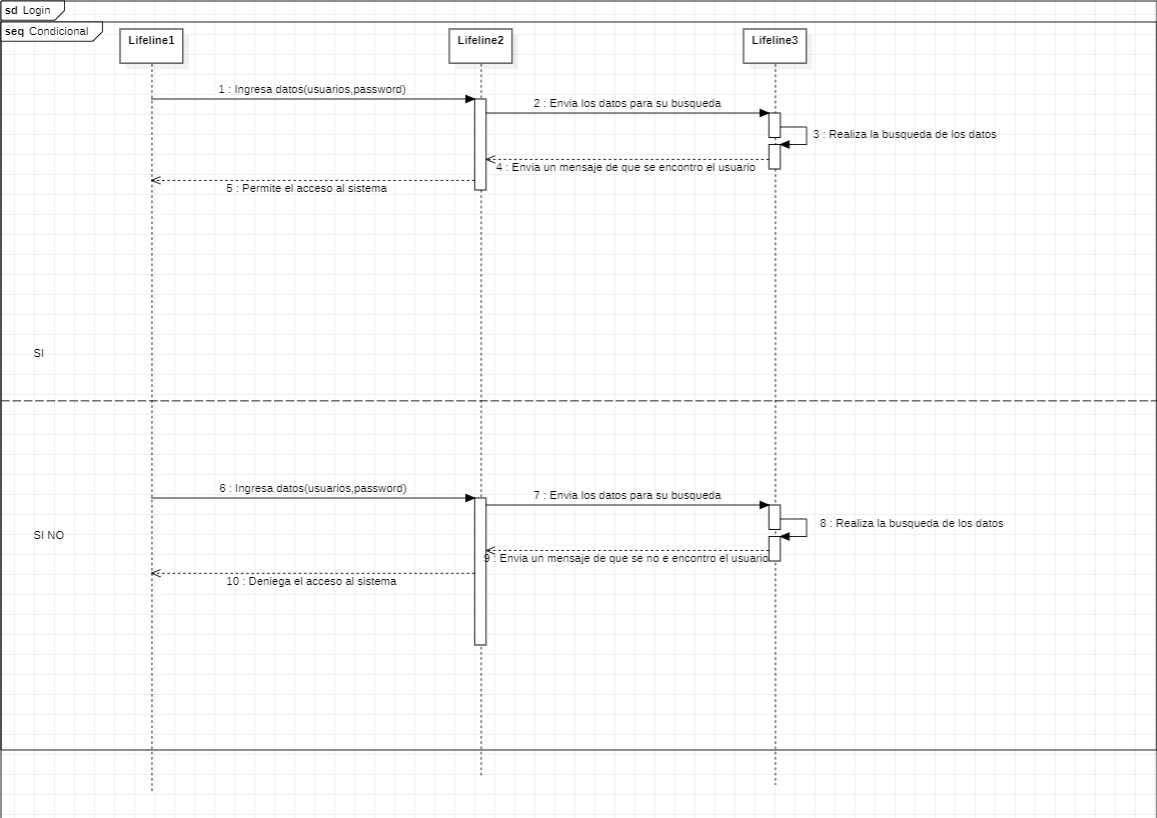 sd Login
seq Condicional
Lifeline1
Lifeline2
Lifeline3
1 : Ingresa datos(usuarios,password)
2 : Envia los datos para su busqueda
3 : Realiza la busqueda de los datos
4 : Envia un mensaje de que se encontro el usuario
5 : Permite el acceso al sistema
SI
6 : Ingresa datos(usuarios,password)
7 : Envia los datos para su busqueda
8 : Realiza la busqueda de los datos
SI NO
9 : Envia un mensaje de que se no e encontro el usuario
10 : Deniega el acceso al sistema